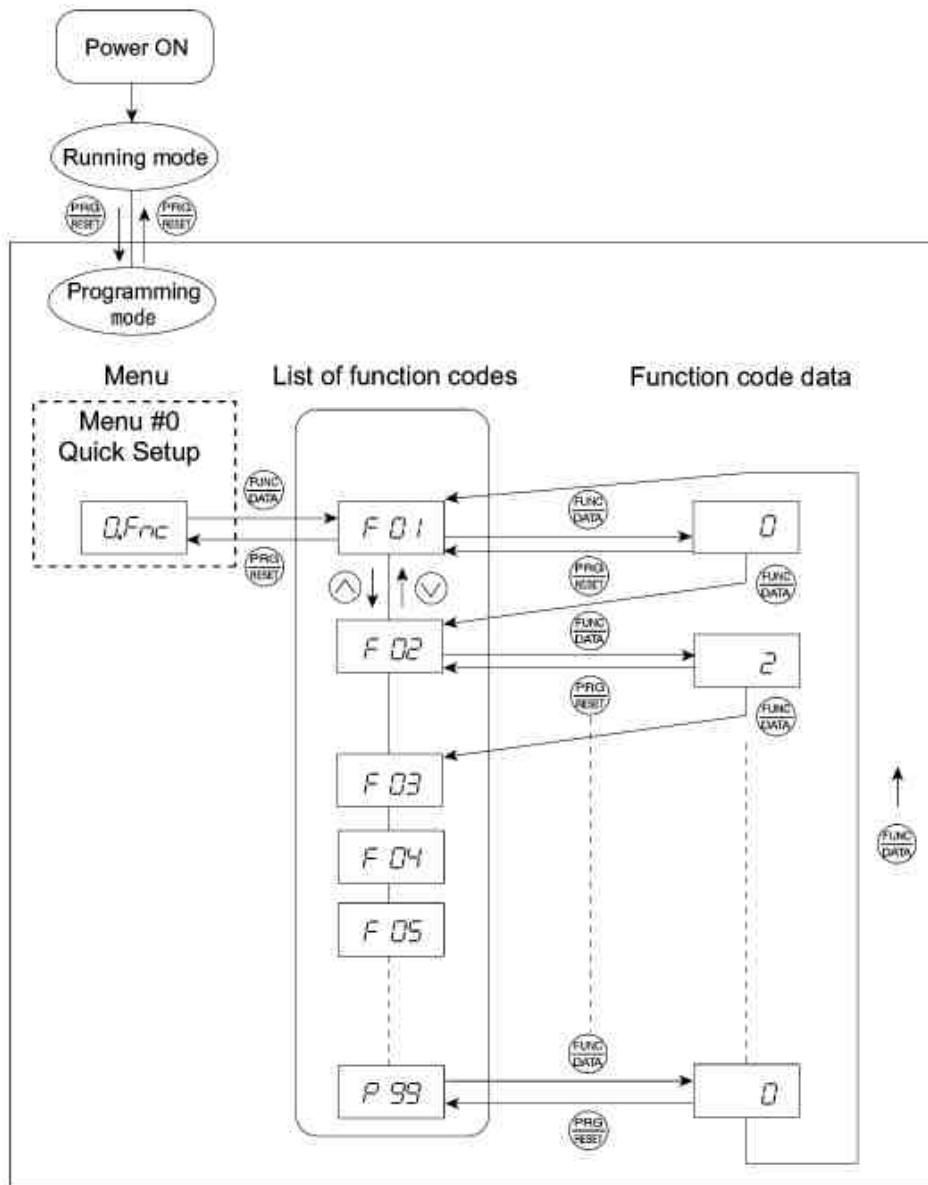 Power ON
Running mode
PRG
RESET
PRG
RESET
Programming
mode
Menu
List of function codes
Function code data
Menu #0
Quick Setup
FUNC
DATA
FUNC
DATA
0.Fnc
F 01
0
PRG
RESET
PRG
RESET
FUNC
DATA
FUNC
DATA
F 02
2
PRG
RESET
FUNC
DATA
F 03
FUNC
DATA
F 04
F 05
FUNC
DATA
P 99
0
PRG
RESET